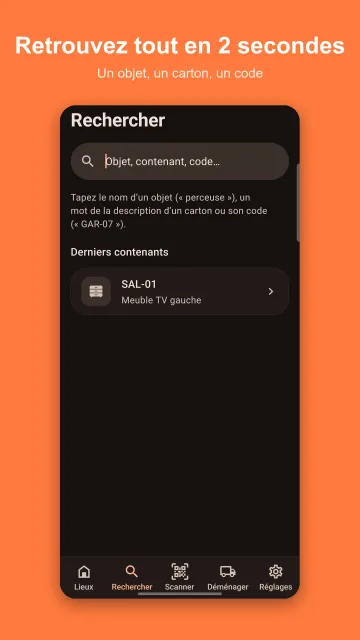 Retrouvez tout en 2 secondes
Un objet, un carton, un code
Rechercher
Objet, contenant, code…
Tapez le nom d'un objet (« perceuse »), un
mot de la description d'un carton ou son code
(« GAR-07 »).
Derniers contenants
SAL-01
Meuble TV gauche
Lieux
Rechercher
Scanner
Déménager
Réglages